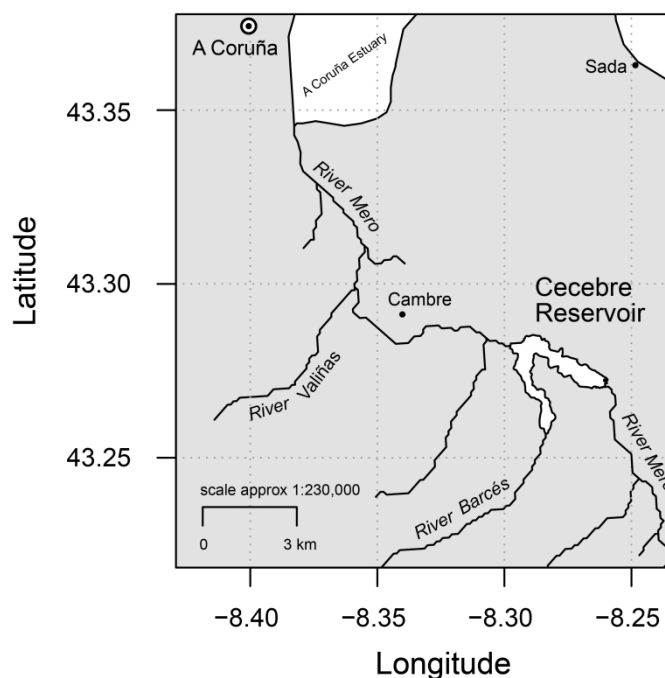 A Coruña
A Coruña Estuary
Sada
43.35
River Mero
43.30
Latitude
Cambre
Cecebre
Reservoir
River Valiñas
43.25
River Mero
scale approx 1:230,000
River Barcés
0 3 km
−8.40 −8.35 −8.30 −8.25
Longitude